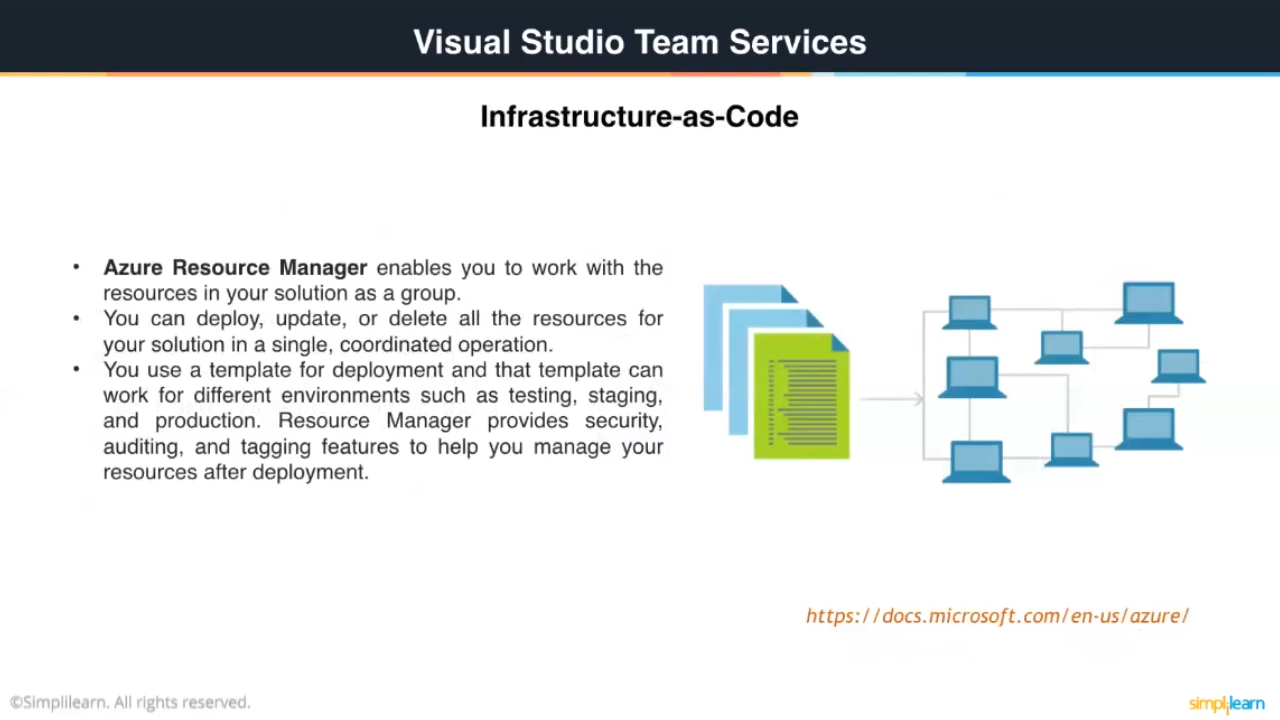 Visual Studio Team Services
Infrastructure-as-Code
• Azure Resource Manager enables you to work with the
resources in your solution as a group.
• You can deploy, update, or delete all the resources for
your solution in a single, coordinated operation.
• You use a template for deployment and that template can
work for different environments such as testing, staging,
and production. Resource Manager provides security,
auditing, and tagging features to help you manage your
resources after deployment.
https://docs.microsoft.com/en-us/azure/
©Simplilearn. All rights reserved.
simplilearn